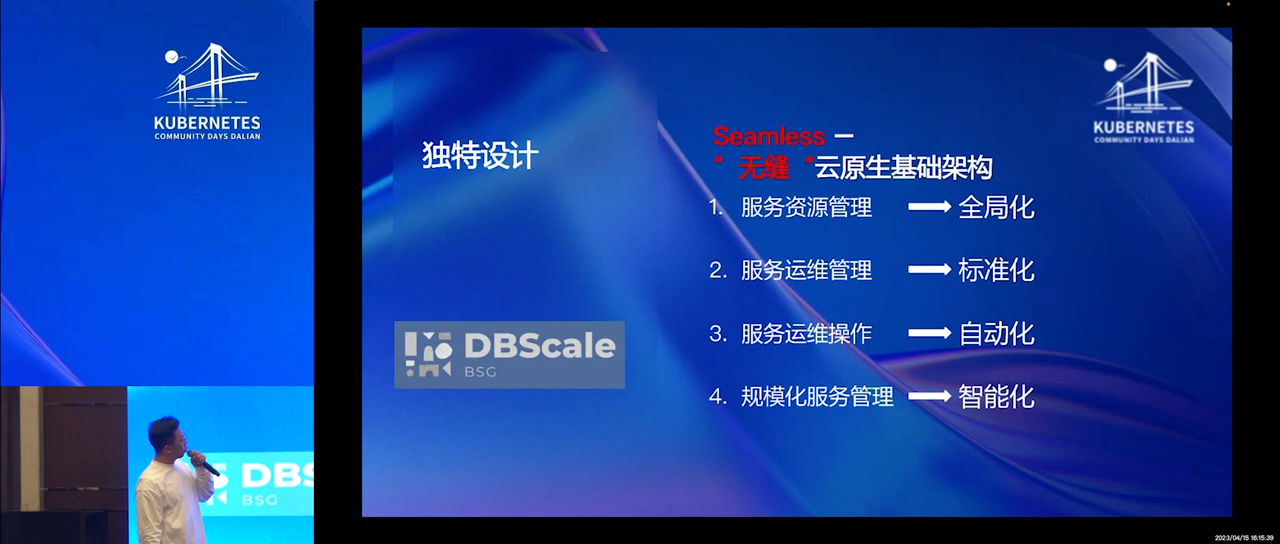 KUBERNETES
COMMUNITY DAYS DALIAN
独特设计
DBScale
BSG
KUBERNETES
COMMUNITY DAYS DALIAN
Seamless —
"无缝"云原生基础架构
1. 服务资源管理 全局化
2. 服务运维管理 标准化
3. 服务运维操作 自动化
4. 规模化服务管理 智能化
S DBS
BSG
2023/04/15 16:15:39